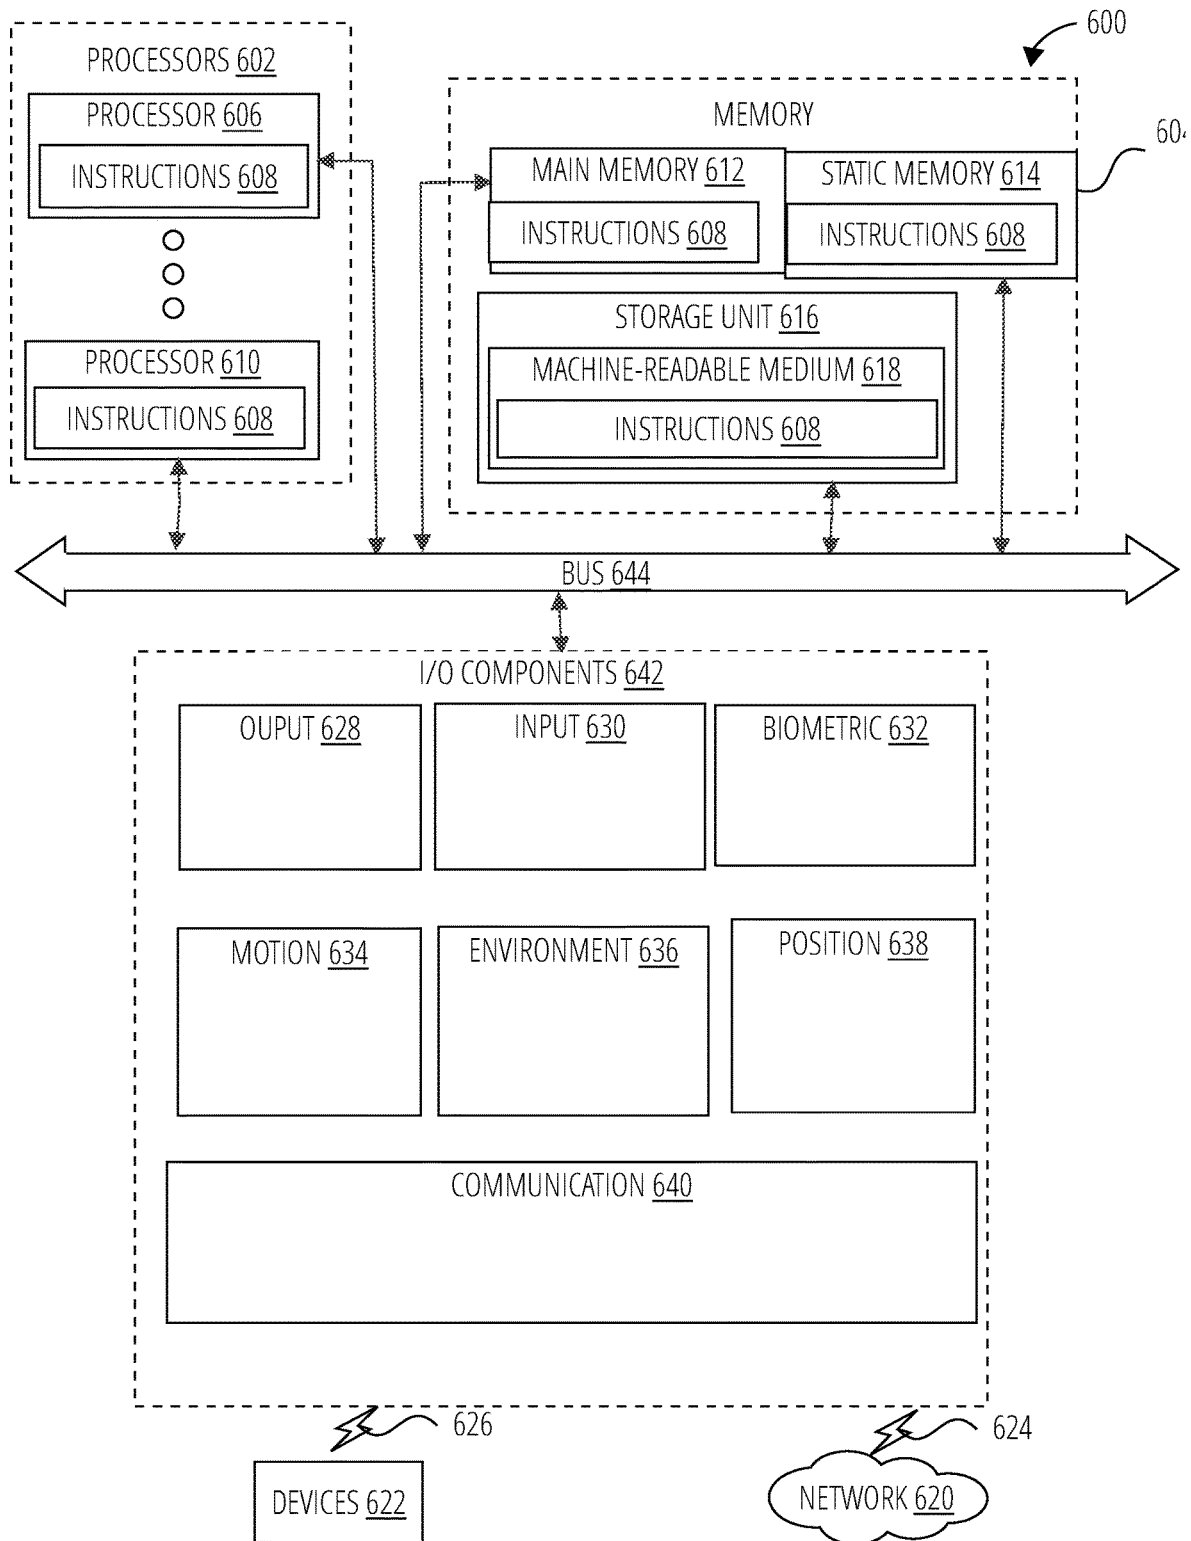 600
PROCESSORS 602
PROCESSOR 606
INSTRUCTIONS 608
PROCESSOR 610
INSTRUCTIONS 608
MEMORY
MAIN MEMORY 612
INSTRUCTIONS 608
STATIC MEMORY 614
INSTRUCTIONS 608
STORAGE UNIT 616
MACHINE-READABLE MEDIUM 618
INSTRUCTIONS 608
BUS 644
I/O COMPONENTS 642
OUPUT 628
INPUT 630
BIOMETRIC 632
MOTION 634
ENVIRONMENT 636
POSITION 638
COMMUNICATION 640
626
624
DEVICES 622
NETWORK 620